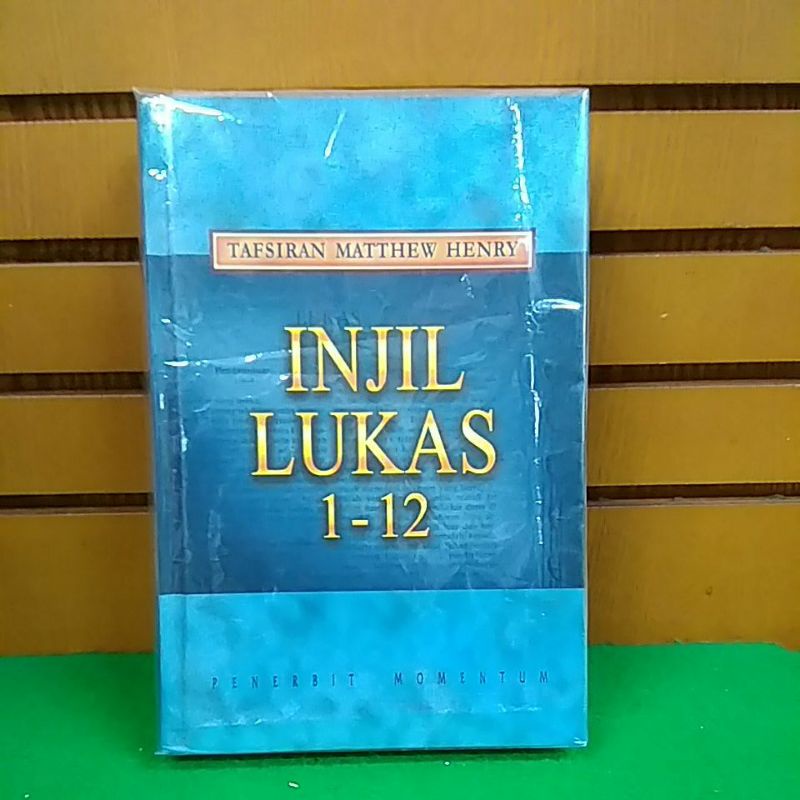 TAFSIRAN MATTHEW HENRY
INJIL
LUKAS
1-12
PENERBIT MOMENTUM